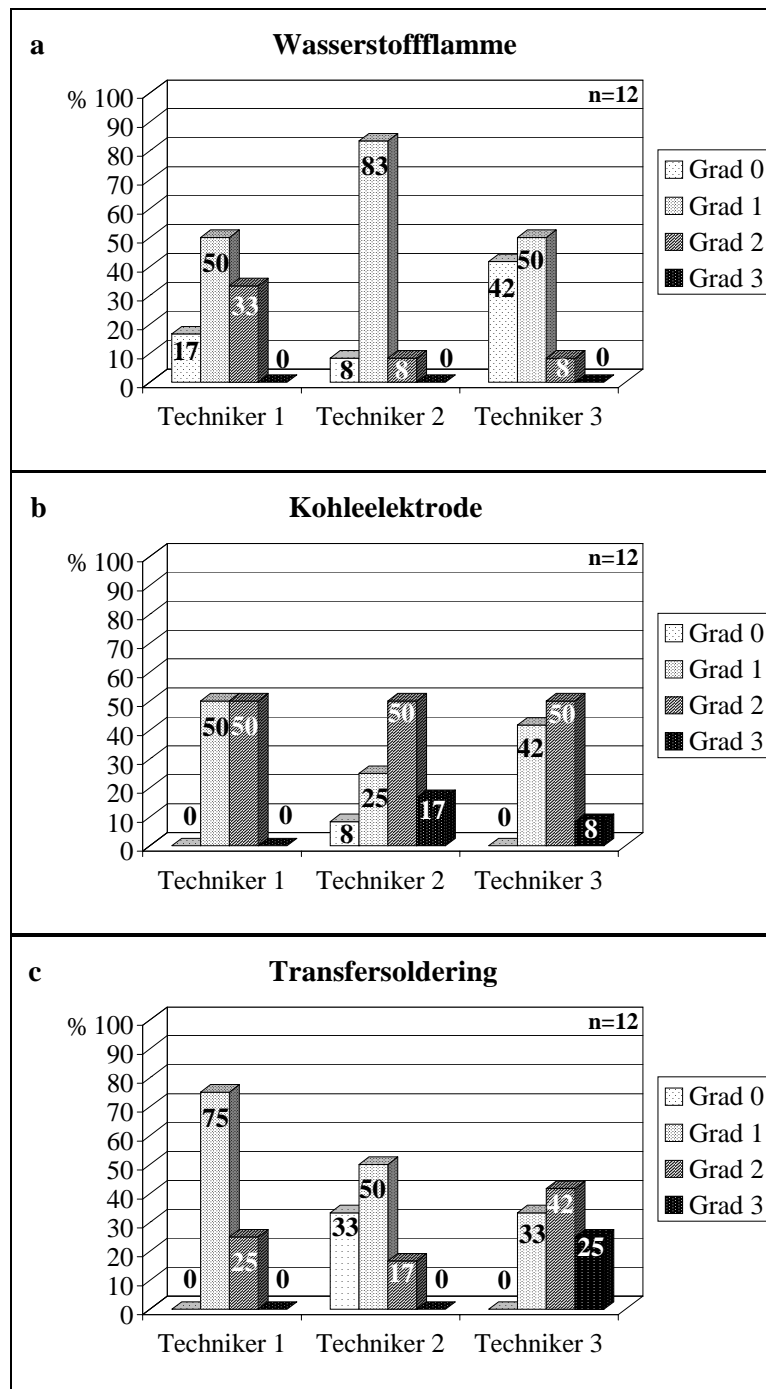 a Wasserstoffflamme
n=12
% 100
90
80
70
60
50
40
30
20
10
0
17 50 33 0
8 83 8 0
42 50 8 0
Techniker 1 Techniker 2 Techniker 3
Grad 0
Grad 1
Grad 2
Grad 3
b Kohleelektrode
n=12
% 100
90
80
70
60
50
40
30
20
10
0
0 50 50 0
8 25 50 17
0 42 50 8
Techniker 1 Techniker 2 Techniker 3
Grad 0
Grad 1
Grad 2
Grad 3
c Transfersoldering
n=12
% 100
90
80
70
60
50
40
30
20
10
0
0 75 25 0
33 50 17 0
0 33 42 25
Techniker 1 Techniker 2 Techniker 3
Grad 0
Grad 1
Grad 2
Grad 3